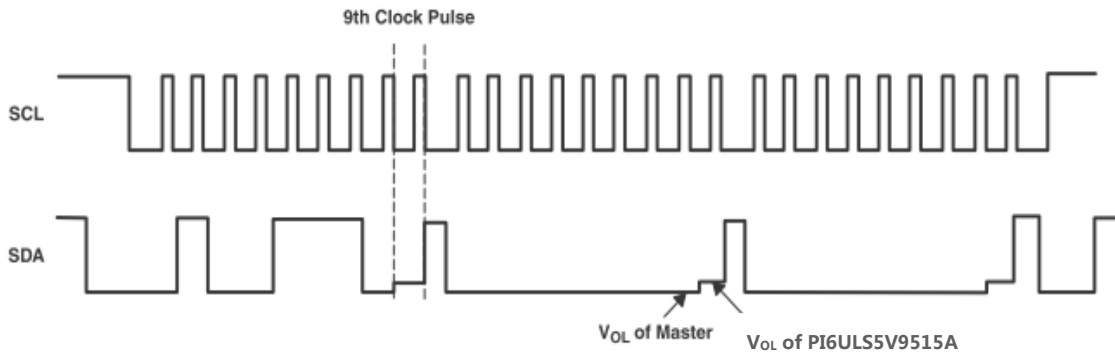 9th Clock Pulse
SCL
SDA
VOL of Master
VOL of PI6ULS5V9515A